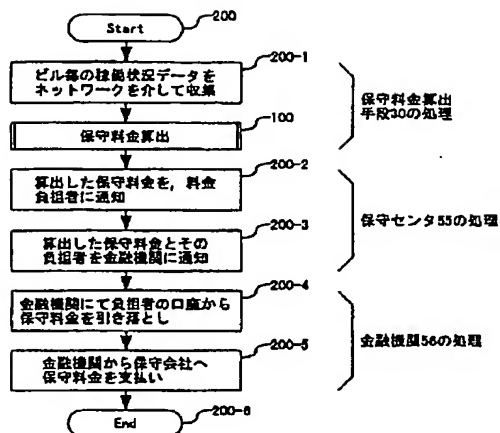 Start
200
ビル毎の稼働状況データを
ネットワークを介して収集
200-1
保守料金算出
100
保守料金算出
手段30の処理
算出した保守料金を,料金
負担者に通知
200-2
算出した保守料金とその
負担者を金融機関に通知
200-3
保守センタ55の処理
金融機関にて負担者の口座から
保守料金を引き落とし
200-4
金融機関から保守会社へ
保守料金を支払い
200-5
金融機関56の処理
End
200-6